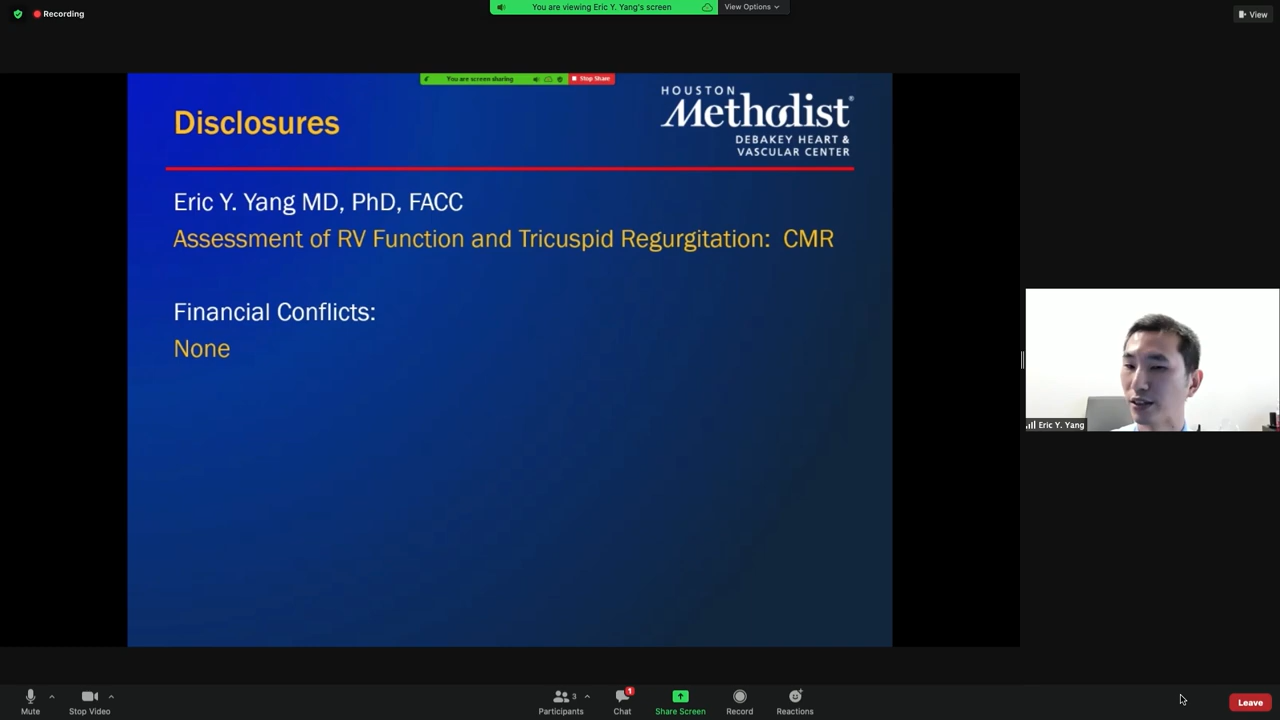 Recording
You are viewing Eric Y. Yang's screen
View Options
View
You are screen sharing
Stop Share
HOUSTON
Methodist®
DEBAKEY HEART &
VASCULAR CENTER
Disclosures
Eric Y. Yang MD, PhD, FACC
Assessment of RV Function and Tricuspid Regurgitation: CMR
Financial Conflicts:
None
Eric Y. Yang
Mute
Stop Video
Participants
3
Chat
1
Share Screen
Record
Reactions
Leave